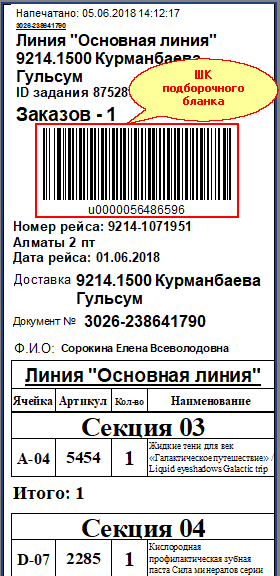 Напечатано: 05.06.2018 14:12:17
3026-238641790
Линия "Основная линия"
9214.1500 Курманбаева
Гульсум
ID задания 87528
Заказов - 1
ШК
подборочного
бланка
u0000056486596
Номер рейса: 9214-1071951
Алматы 2 пт
Дата рейса: 01.06.2018
Доставка 9214.1500 Курманбаева
Гульсум
Документ № 3026-238641790
Ф.И.О: Сорокина Елена Всеволодовна
Линия "Основная линия"
Ячейка Артикул Кол-во Наименование
Секция 03
A-04 5454 1 Жидкие тени для век
«Галактическое путешествие» /
Liquid eyeshadows Galactic trip
Итого: 1
Секция 04
D-07 2285 1 Кислородная
профилактическая зубная
паста Сила минералов серии